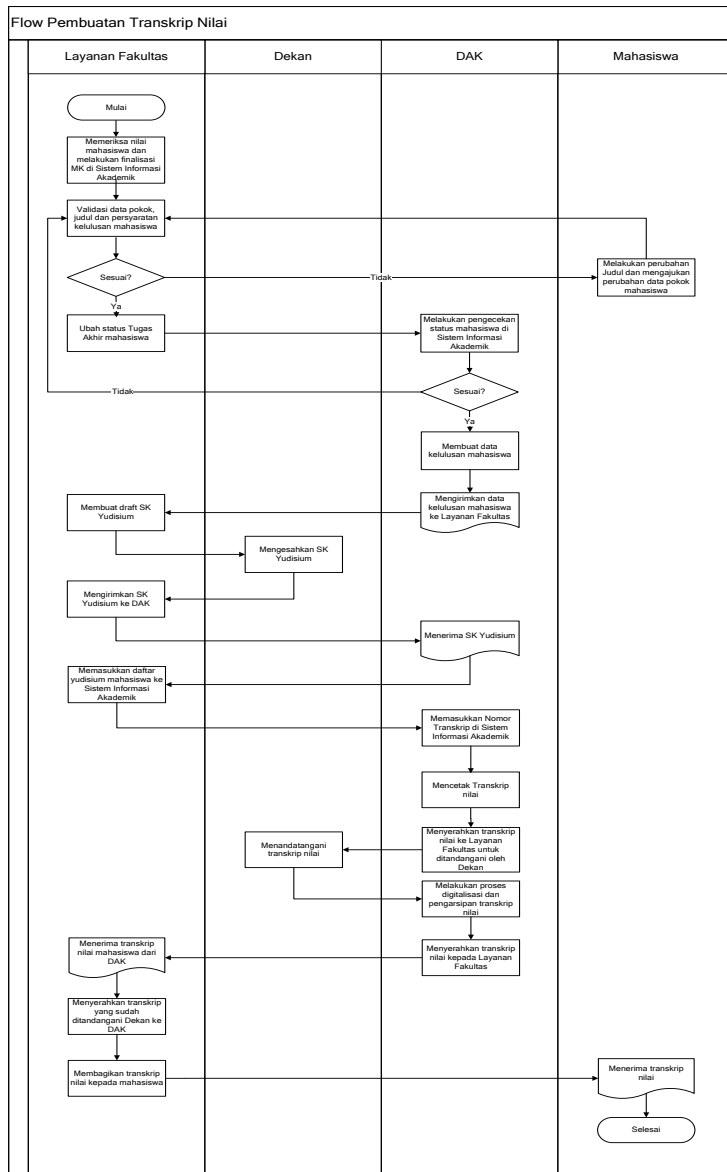 Flow Pembuatan Transkrip Nilai
Layanan Fakultas
Dekan
DAK
Mahasiswa
Mulai
Memeriksa nilai
mahasiswa dan
melakukan finalisasi
MK di Sistem Informasi
Akademik
Validasi data pokok,
judul dan persyaratan
kelulusan mahasiswa
Sesuai?
Tidak
Melakukan perubahan
Judul dan mengajukan
perubahan data pokok
mahasiswa
Ya
Ubah status Tugas
Akhir mahasiswa
Melakukan pengecekan
status mahasiswa di
Sistem Informasi
Akademik
Tidak
Sesuai?
Ya
Membuat data
kelulusan mahasiswa
Mengirimkan data
kelulusan mahasiswa
ke Layanan Fakultas
Membuat draft SK
Yudisium
Mengesahkan SK
Yudisium
Mengirimkan SK
Yudisium ke DAK
Menerima SK Yudisium
Memasukkan daftar
yudisium mahasiswa ke
Sistem Informasi
Akademik
Memasukkan Nomor
Transkrip di Sistem
Informasi Akademik
Mencetak Transkrip
nilai
Menyerahkan transkrip
nilai ke Layanan
Fakultas untuk
ditandangani oleh
Dekan
Menandatangani
transkrip nilai
Melakukan proses
digitalisasi dan
pengarsipan transkrip
nilai
Menyerahkan transkrip
nilai kepada Layanan
Fakultas
Menerima transkrip
nilai mahasiswa dari
DAK
Menyerahkan transkrip
yang sudah
ditandangani Dekan ke
DAK
Membagikan transkrip
nilai kepada mahasiswa
Menerima transkrip
nilai
Selesai